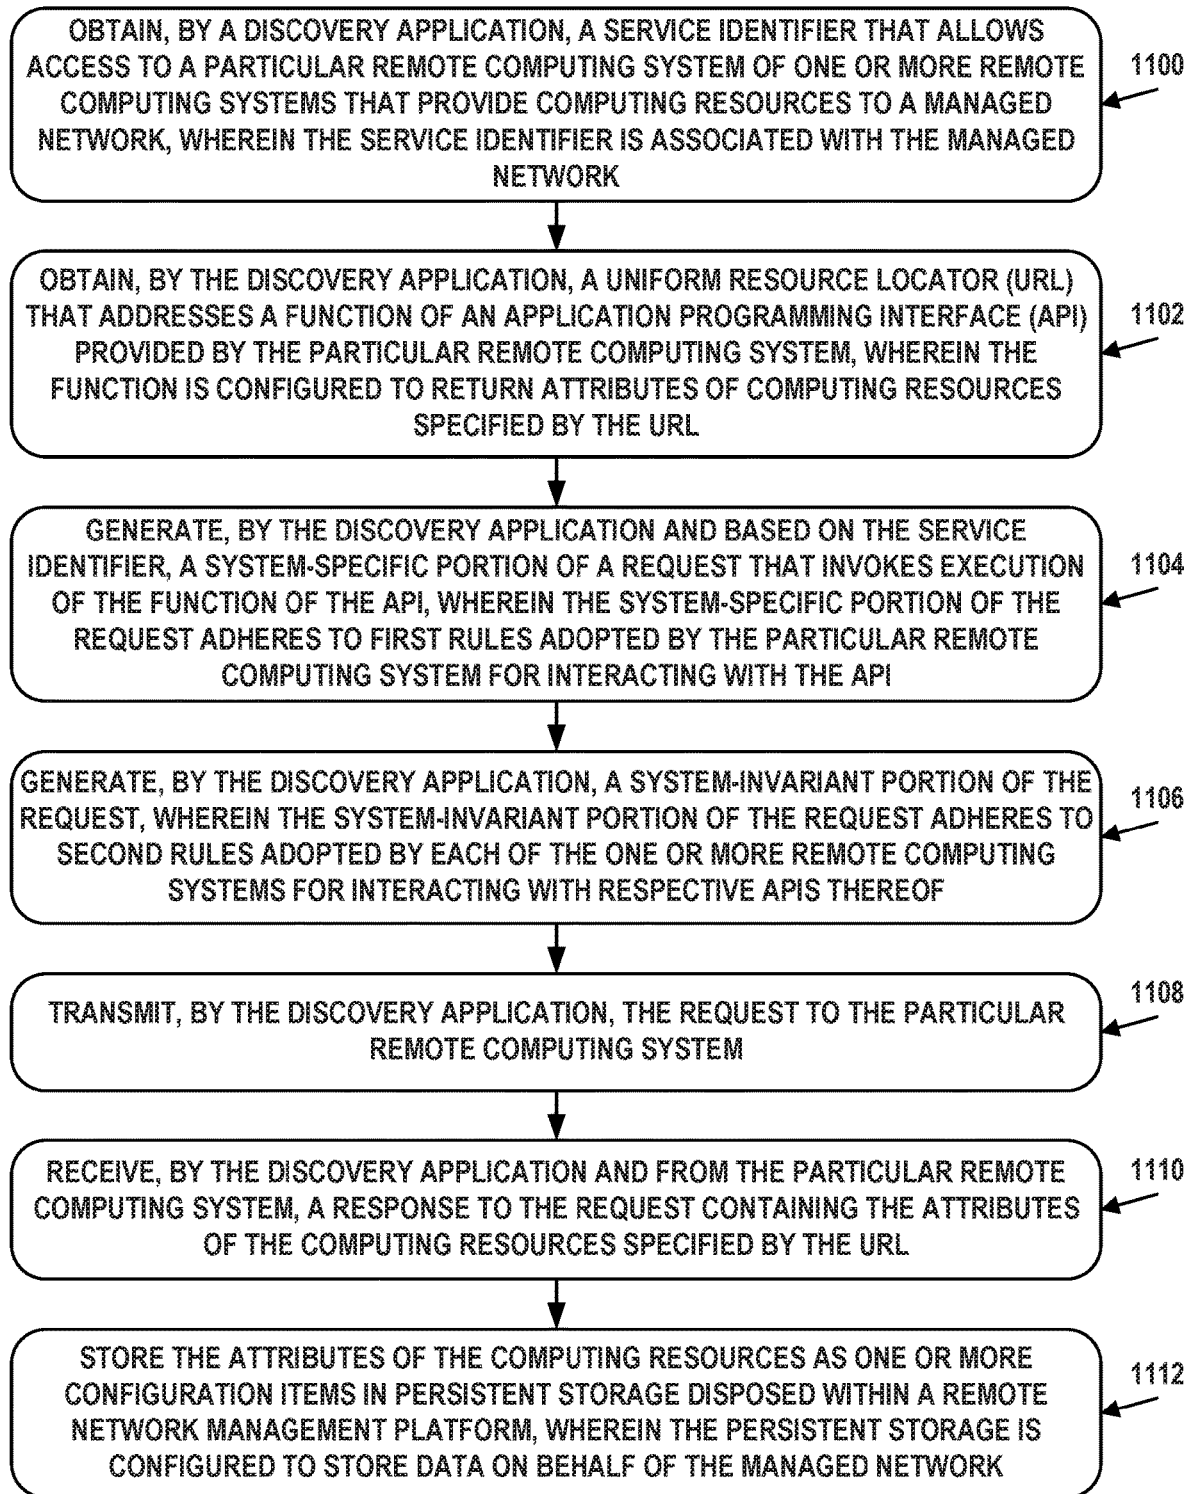 OBTAIN, BY A DISCOVERY APPLICATION, A SERVICE IDENTIFIER THAT ALLOWS
ACCESS TO A PARTICULAR REMOTE COMPUTING SYSTEM OF ONE OR MORE REMOTE
COMPUTING SYSTEMS THAT PROVIDE COMPUTING RESOURCES TO A MANAGED
NETWORK, WHEREIN THE SERVICE IDENTIFIER IS ASSOCIATED WITH THE MANAGED
NETWORK
1100
OBTAIN, BY THE DISCOVERY APPLICATION, A UNIFORM RESOURCE LOCATOR (URL)
THAT ADDRESSES A FUNCTION OF AN APPLICATION PROGRAMMING INTERFACE (API)
PROVIDED BY THE PARTICULAR REMOTE COMPUTING SYSTEM, WHEREIN THE
FUNCTION IS CONFIGURED TO RETURN ATTRIBUTES OF COMPUTING RESOURCES
SPECIFIED BY THE URL
1102
GENERATE, BY THE DISCOVERY APPLICATION AND BASED ON THE SERVICE
IDENTIFIER, A SYSTEM-SPECIFIC PORTION OF A REQUEST THAT INVOKES EXECUTION
OF THE FUNCTION OF THE API, WHEREIN THE SYSTEM-SPECIFIC PORTION OF THE
REQUEST ADHERES TO FIRST RULES ADOPTED BY THE PARTICULAR REMOTE
COMPUTING SYSTEM FOR INTERACTING WITH THE API
1104
GENERATE, BY THE DISCOVERY APPLICATION, A SYSTEM-INVARIANT PORTION OF THE
REQUEST, WHEREIN THE SYSTEM-INVARIANT PORTION OF THE REQUEST ADHERES TO
SECOND RULES ADOPTED BY EACH OF THE ONE OR MORE REMOTE COMPUTING
SYSTEMS FOR INTERACTING WITH RESPECTIVE APIS THEREOF
1106
TRANSMIT, BY THE DISCOVERY APPLICATION, THE REQUEST TO THE PARTICULAR
REMOTE COMPUTING SYSTEM
1108
RECEIVE, BY THE DISCOVERY APPLICATION AND FROM THE PARTICULAR REMOTE
COMPUTING SYSTEM, A RESPONSE TO THE REQUEST CONTAINING THE ATTRIBUTES
OF THE COMPUTING RESOURCES SPECIFIED BY THE URL
1110
STORE THE ATTRIBUTES OF THE COMPUTING RESOURCES AS ONE OR MORE
CONFIGURATION ITEMS IN PERSISTENT STORAGE DISPOSED WITHIN A REMOTE
NETWORK MANAGEMENT PLATFORM, WHEREIN THE PERSISTENT STORAGE IS
CONFIGURED TO STORE DATA ON BEHALF OF THE MANAGED NETWORK
1112